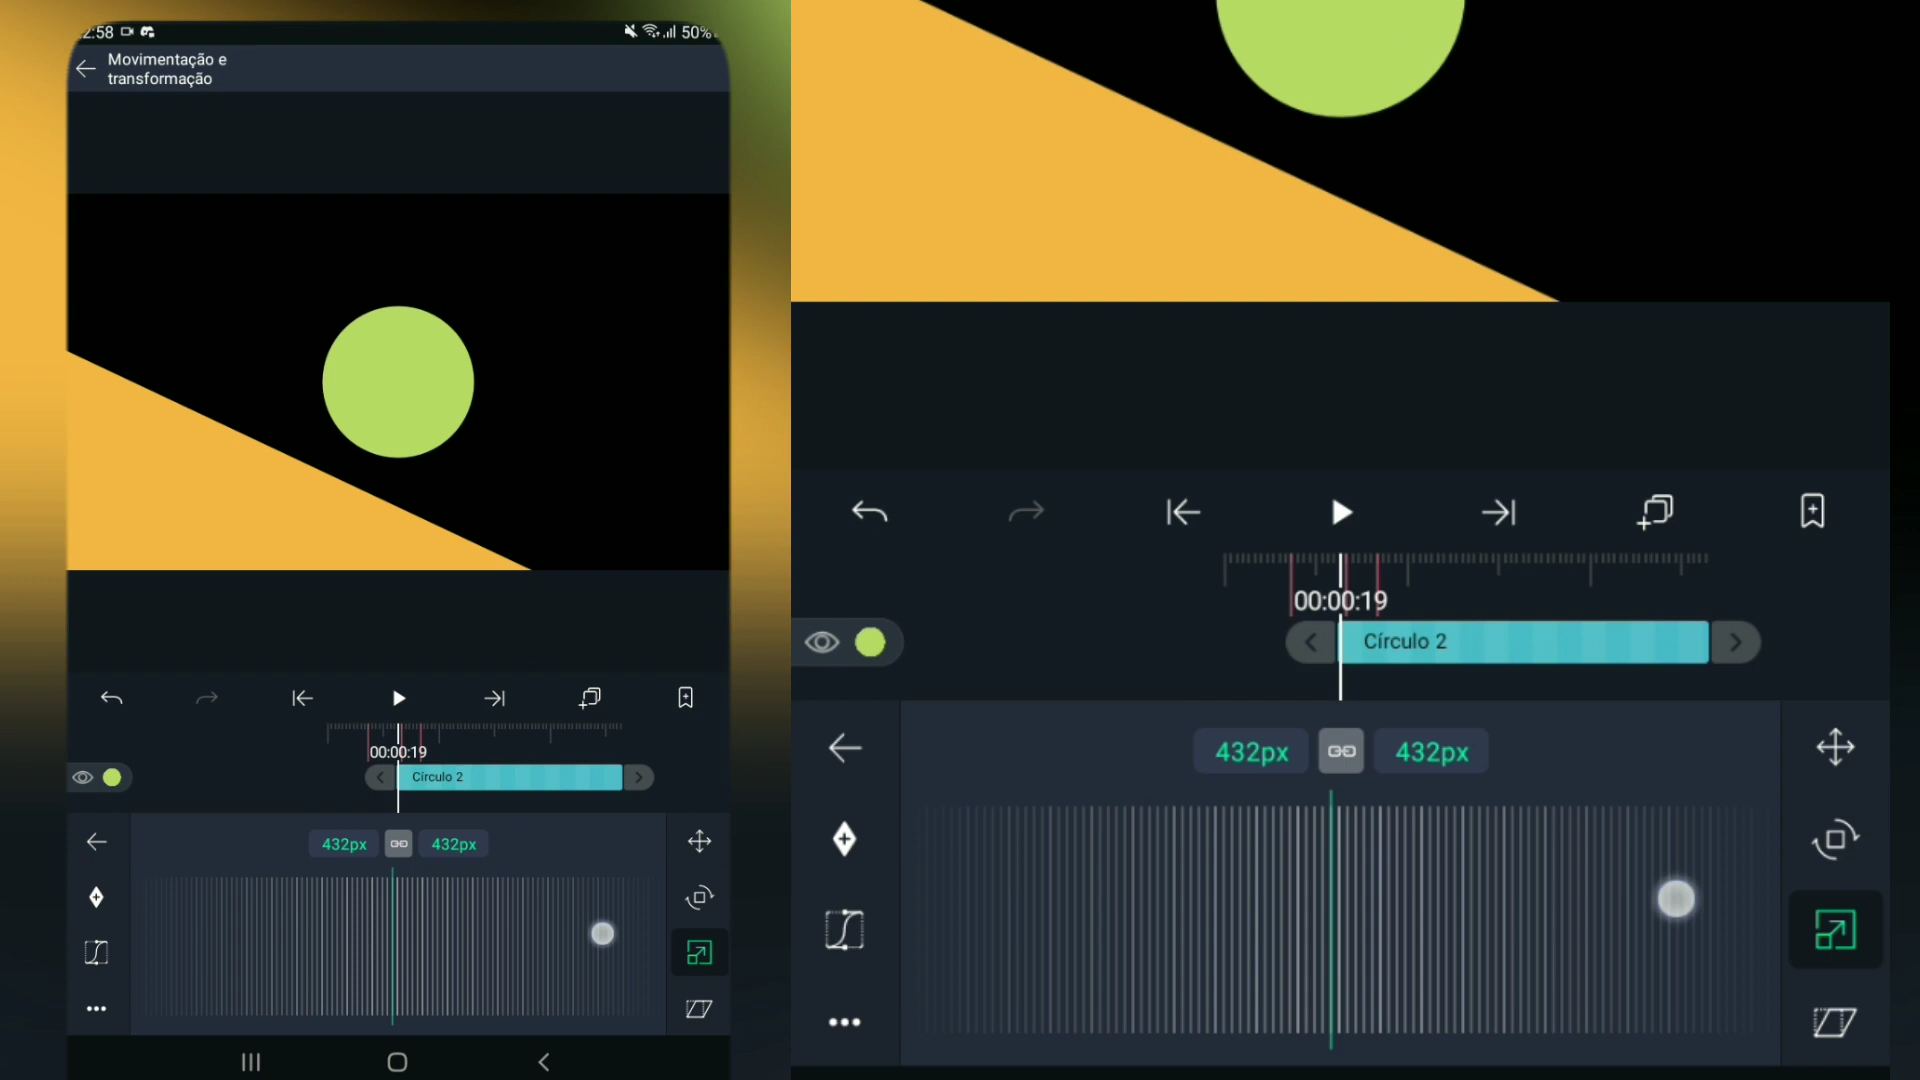 2:58
50%
Movimentação e
transformação
00:00:19
Círculo 2
432px
432px
00:00:19
Círculo 2
432px
432px